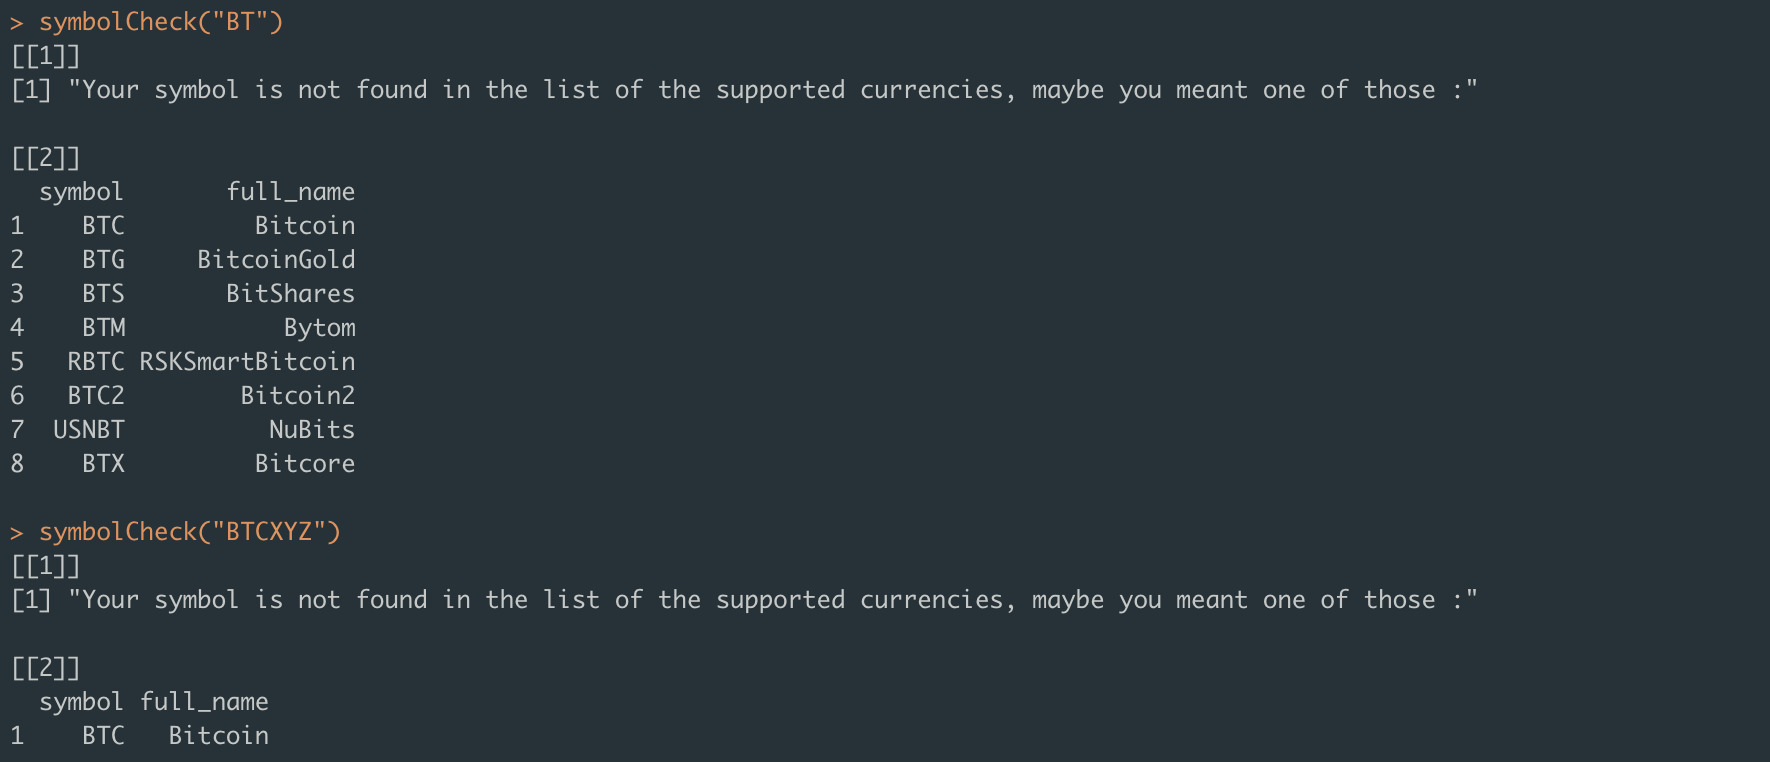 > symbolCheck("BT")
[[1]]
[1] "Your symbol is not found in the list of the supported currencies, maybe you meant one of those :"

[[2]]
  symbol       full_name
1    BTC         Bitcoin
2    BTG     BitcoinGold
3    BTS       BitShares
4    BTM           Bytom
5   RBTC RSKSmartBitcoin
6   BTC2        Bitcoin2
7  USNBT          NuBits
8    BTX         Bitcore

> symbolCheck("BTCXYZ")
[[1]]
[1] "Your symbol is not found in the list of the supported currencies, maybe you meant one of those :"

[[2]]
  symbol full_name
1    BTC   Bitcoin